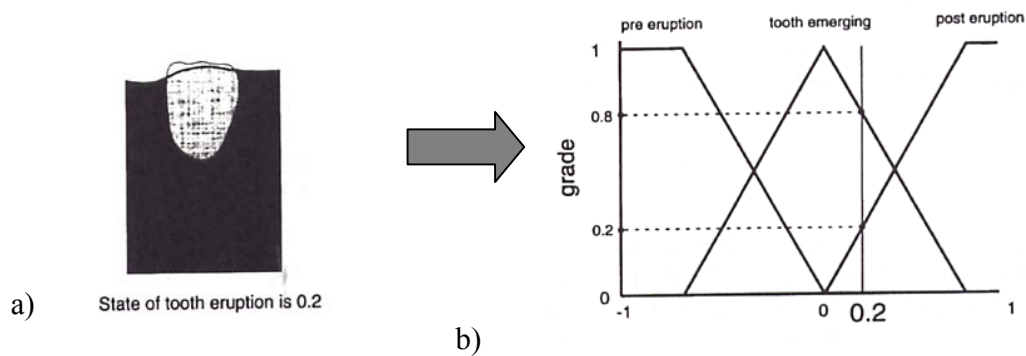 State of tooth eruption is 0.2
a)
pre eruption
tooth emerging
post eruption
1
0.8
grade
0.2
0
-1
0
0.2
1
b)